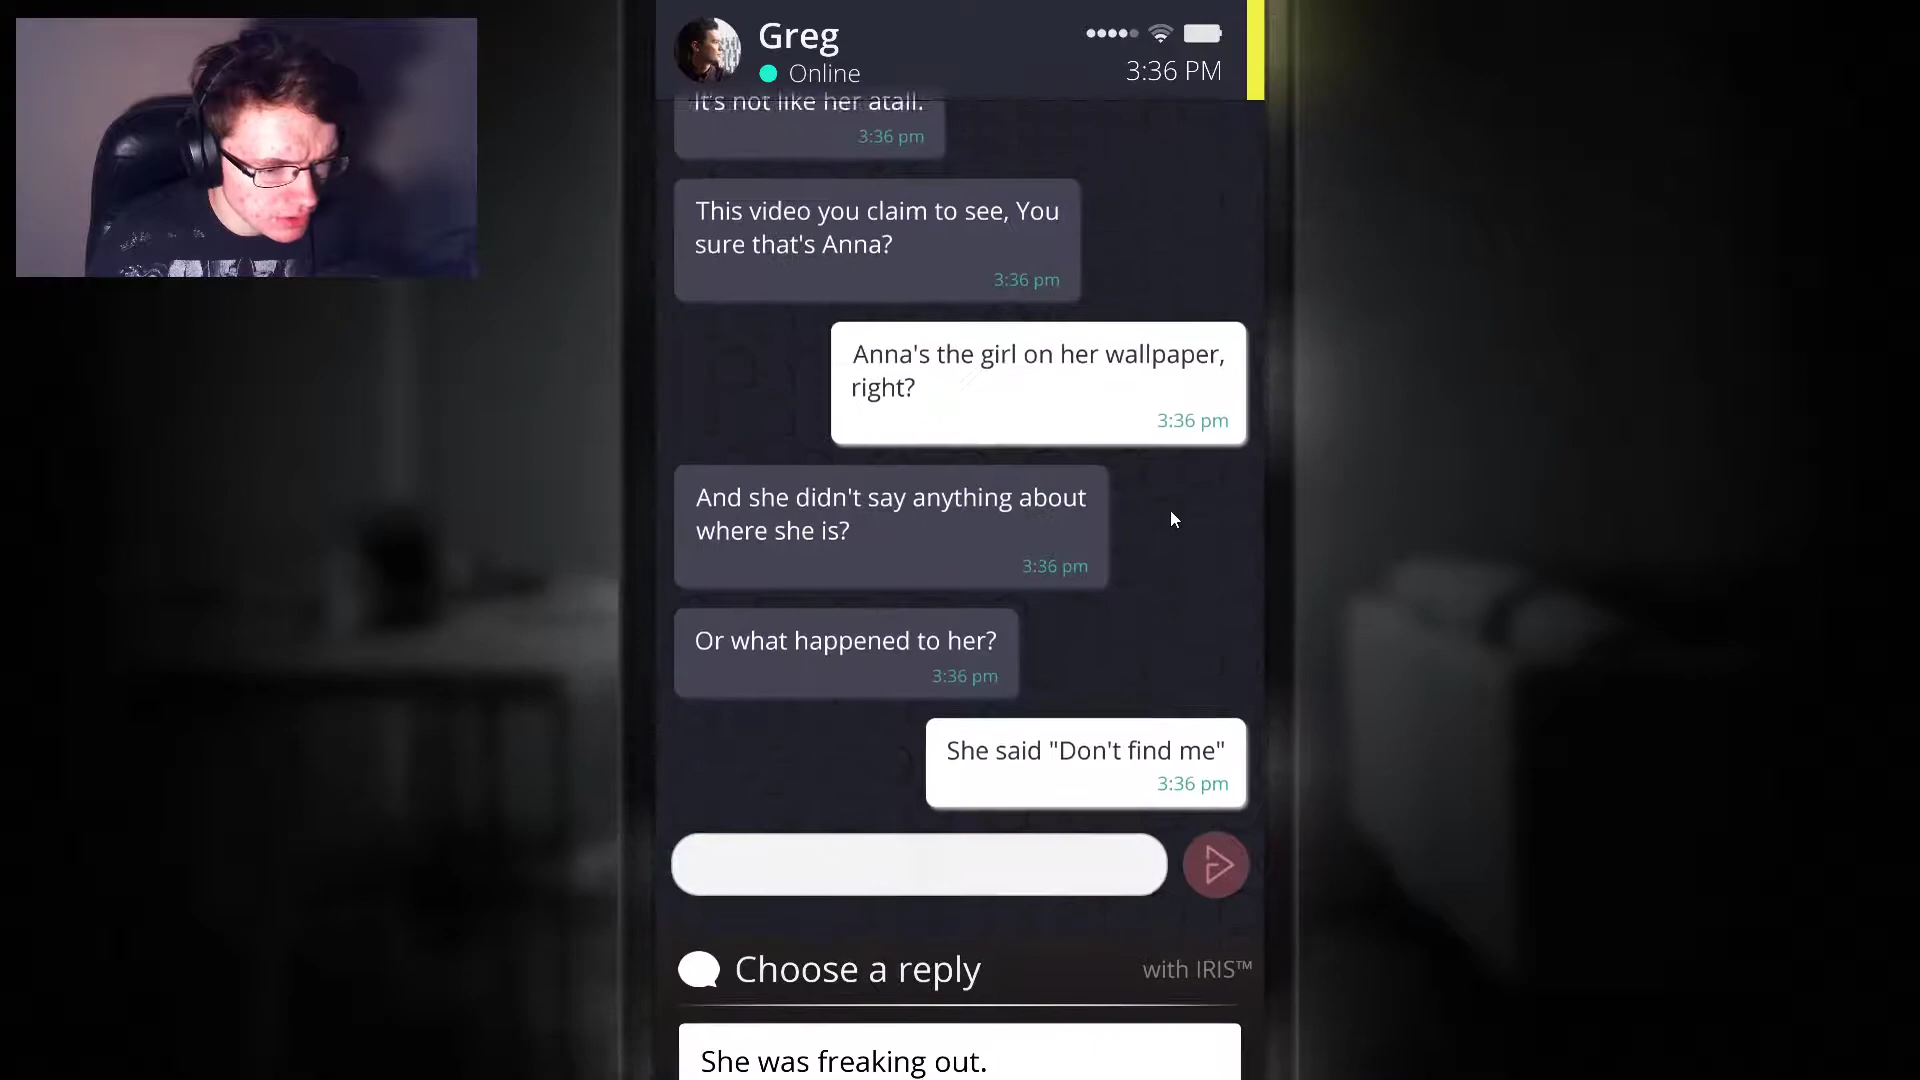 Greg
Online
3:36 PM
It's not like her atall.
3:36 pm
This video you claim to see, You
sure that's Anna?
3:36 pm
Anna's the girl on her wallpaper,
right?
3:36 pm
And she didn't say anything about
where she is?
3:36 pm
Or what happened to her?
3:36 pm
She said "Don't find me"
3:36 pm
Choose a reply
with IRIS™
She was freaking out.